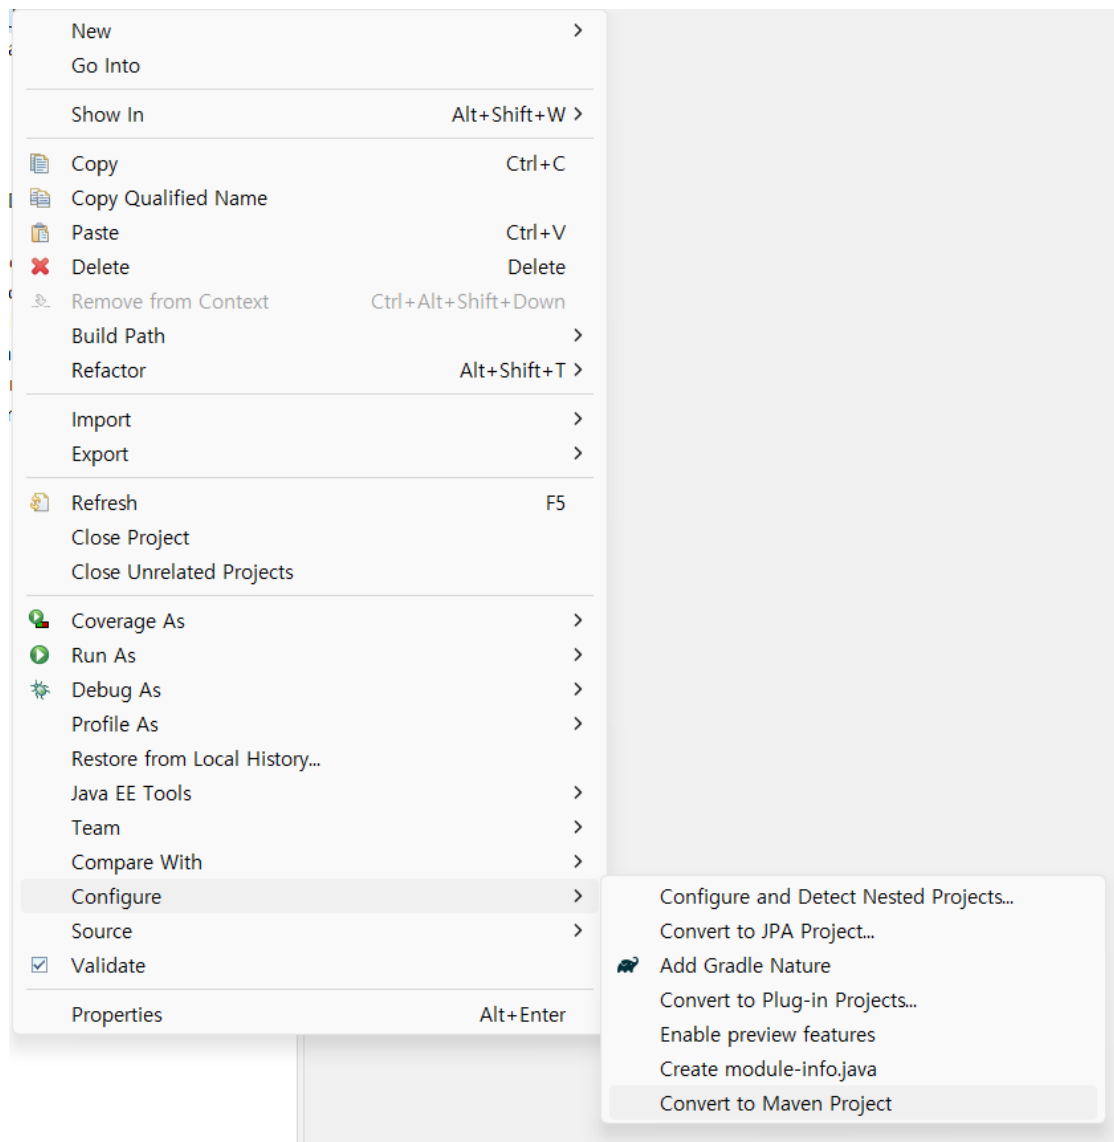 New
Go Into
Show In Alt+Shift+W
Copy Ctrl+C
Copy Qualified Name
Paste Ctrl+V
Delete Delete
Remove from Context Ctrl+Alt+Shift+Down
Build Path
Refactor Alt+Shift+T
Import
Export
Refresh F5
Close Project
Close Unrelated Projects
Coverage As
Run As
Debug As
Profile As
Restore from Local History...
Java EE Tools
Team
Compare With
Configure
Source
Validate
Properties Alt+Enter
Configure and Detect Nested Projects...
Convert to JPA Project...
Add Gradle Nature
Convert to Plug-in Projects...
Enable preview features
Create module-info.java
Convert to Maven Project